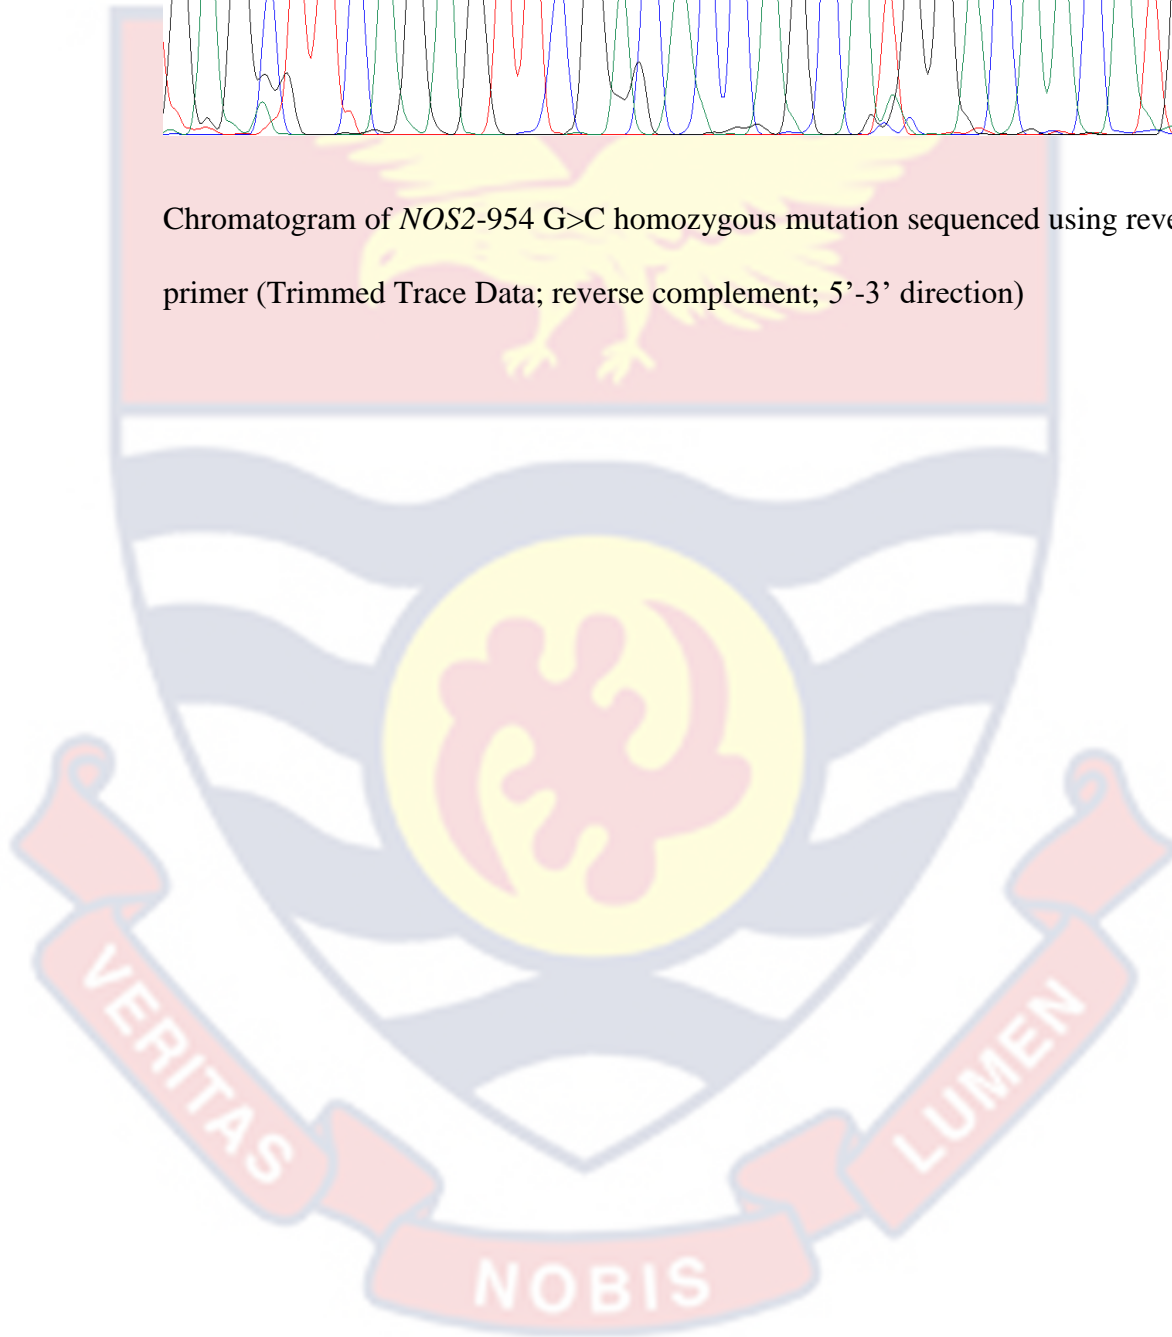 Chromatogram of NOS2-954 G>C homozygous mutation sequenced using reve
primer (Trimmed Trace Data; reverse complement; 5’-3’ direction)
VERITAS
NOBIS
LUMEN